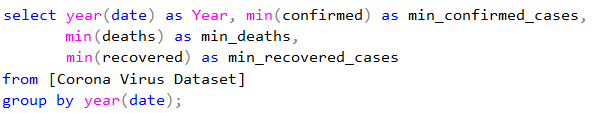 select year(date) as Year, min(confirmed) as min_confirmed_cases,
min(deaths) as min_deaths,
min(recovered) as min_recovered_cases
from [Corona Virus Dataset]
group by year(date);